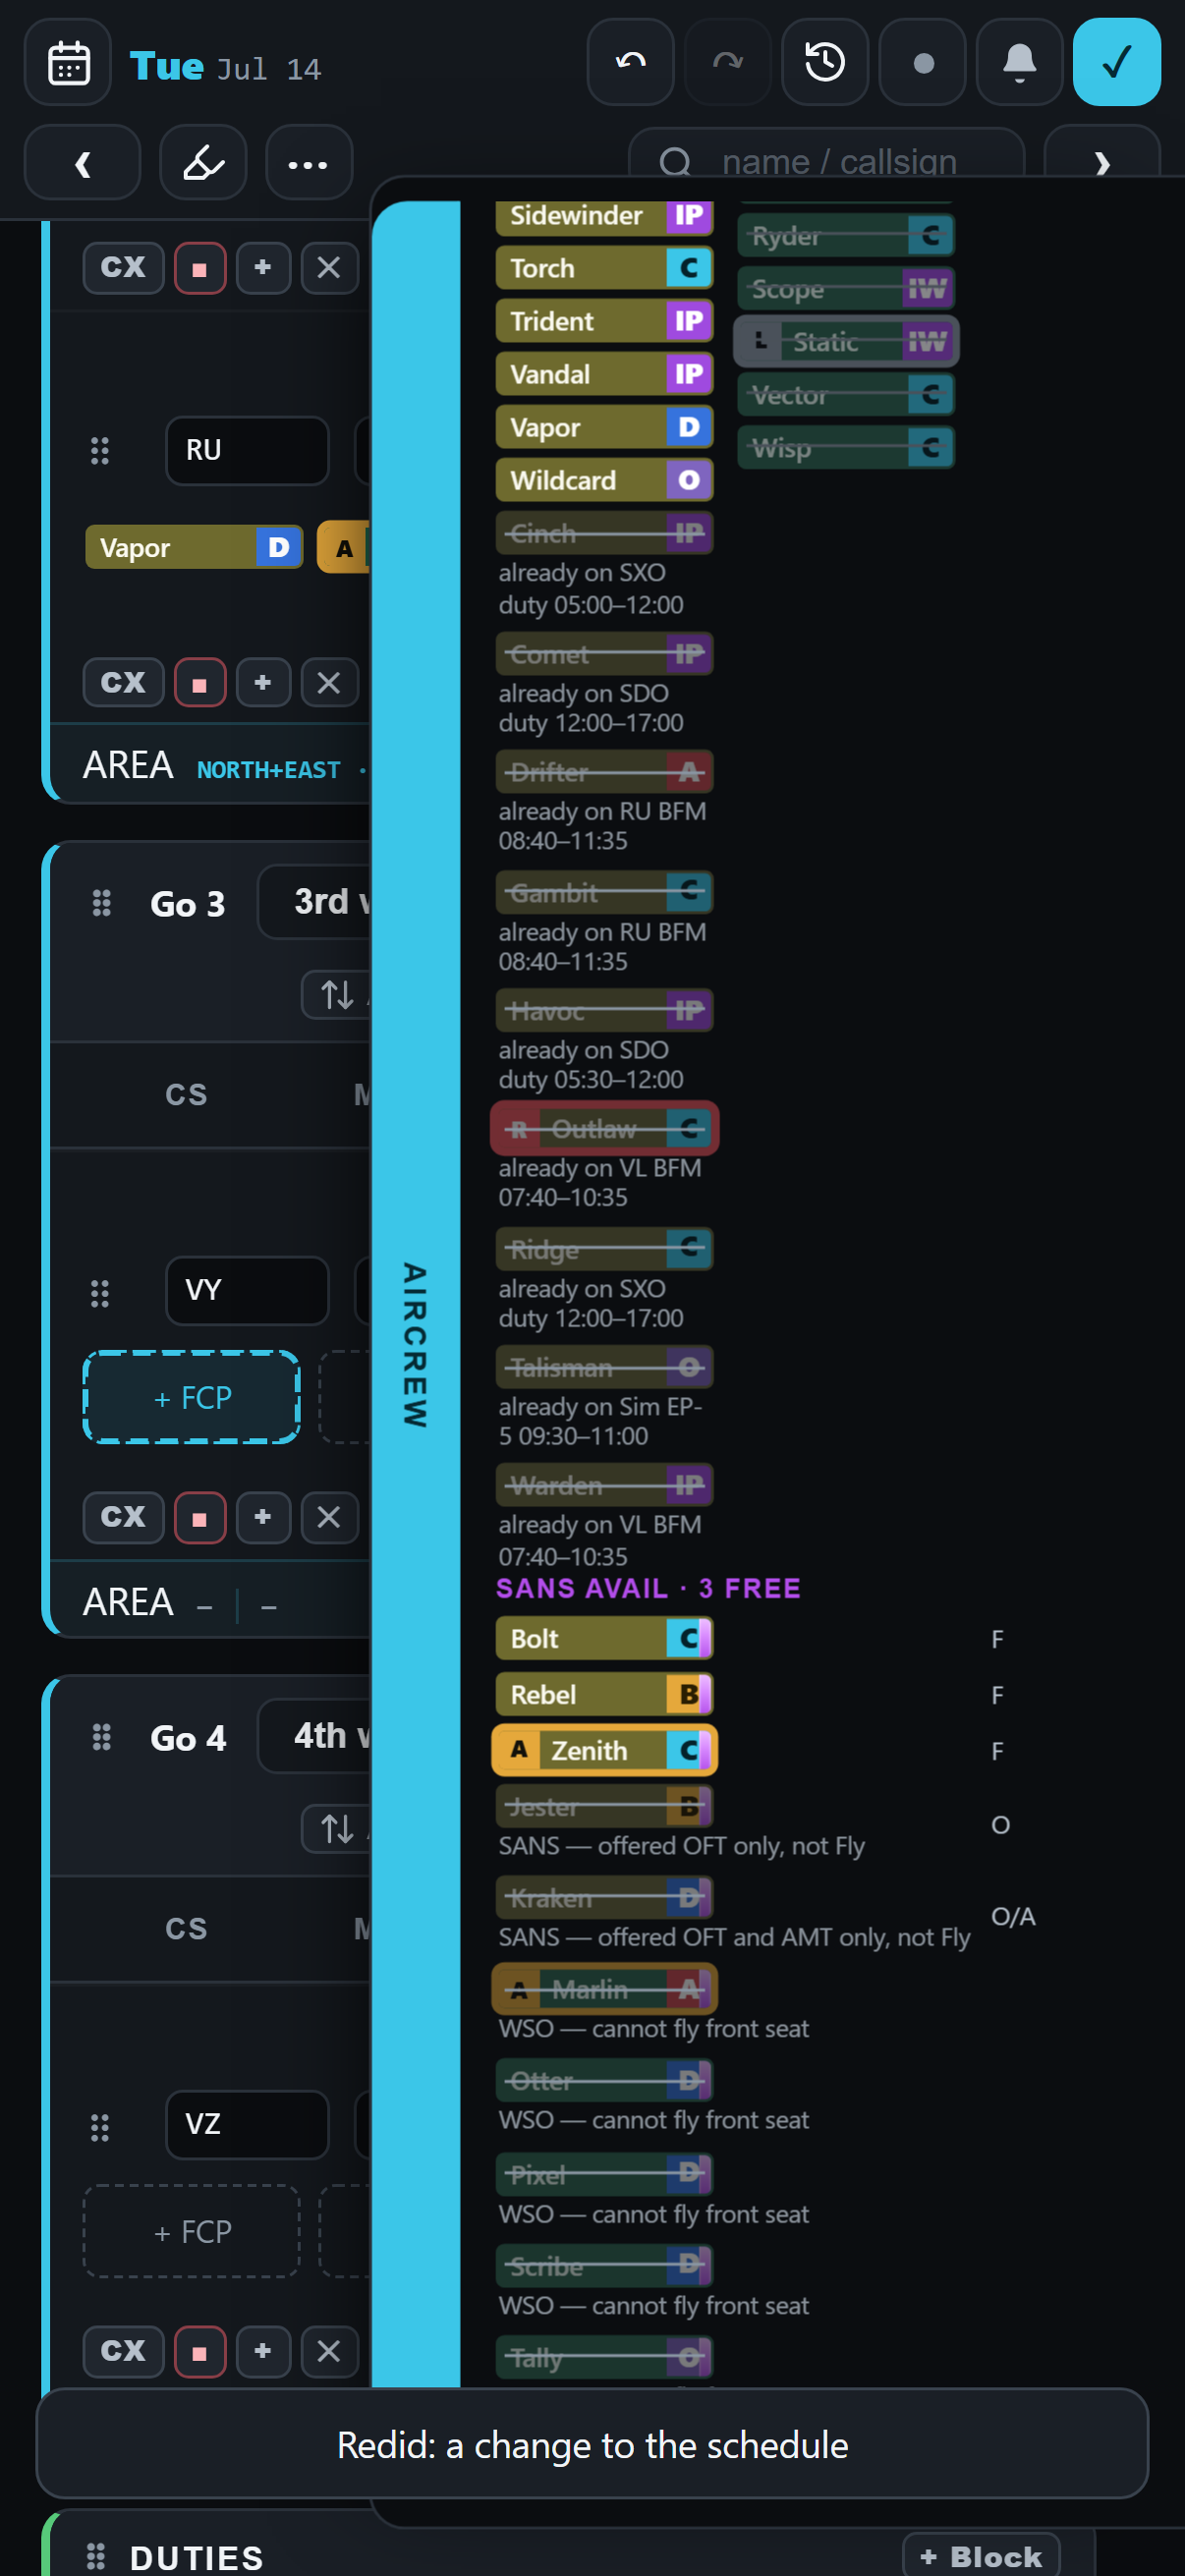 Tue Jul 14
name / callsign
CX
RU
Vapor D
A
CX
AREA NORTH+EAST ·
Go 3
3rd
CS
VY
+ FCP
CX
AREA – | –
Go 4
4th
CS
VZ
+ FCP
CX
AIRCREW
Sidewinder IP
Torch C
Trident IP
Vandal IP
Vapor D
Wildcard O
Cinch IP
already on SXO
duty 05:00–12:00
Comet IP
already on SDO
duty 12:00–17:00
Drifter A
already on RU BFM
08:40–11:35
Gambit C
already on RU BFM
08:40–11:35
Havoc IP
already on SDO
duty 05:30–12:00
R Outlaw C
already on VL BFM
07:40–10:35
Ridge C
already on SXO
duty 12:00–17:00
Talisman O
already on Sim EP-
5 09:30–11:00
Warden IP
already on VL BFM
07:40–10:35
Ryder C
Scope IW
L Static IW
Vector C
Wisp C
SANS AVAIL · 3 FREE
Bolt C F
Rebel B F
A Zenith C F
Jester B O
SANS — offered OFT only, not Fly
Kraken D O/A
SANS — offered OFT and AMT only, not Fly
A Marlin A
WSO — cannot fly front seat
Otter D
WSO — cannot fly front seat
Pixel D
WSO — cannot fly front seat
Scribe D
WSO — cannot fly front seat
Tally O
Redid: a change to the schedule
DUTIES
+ Block